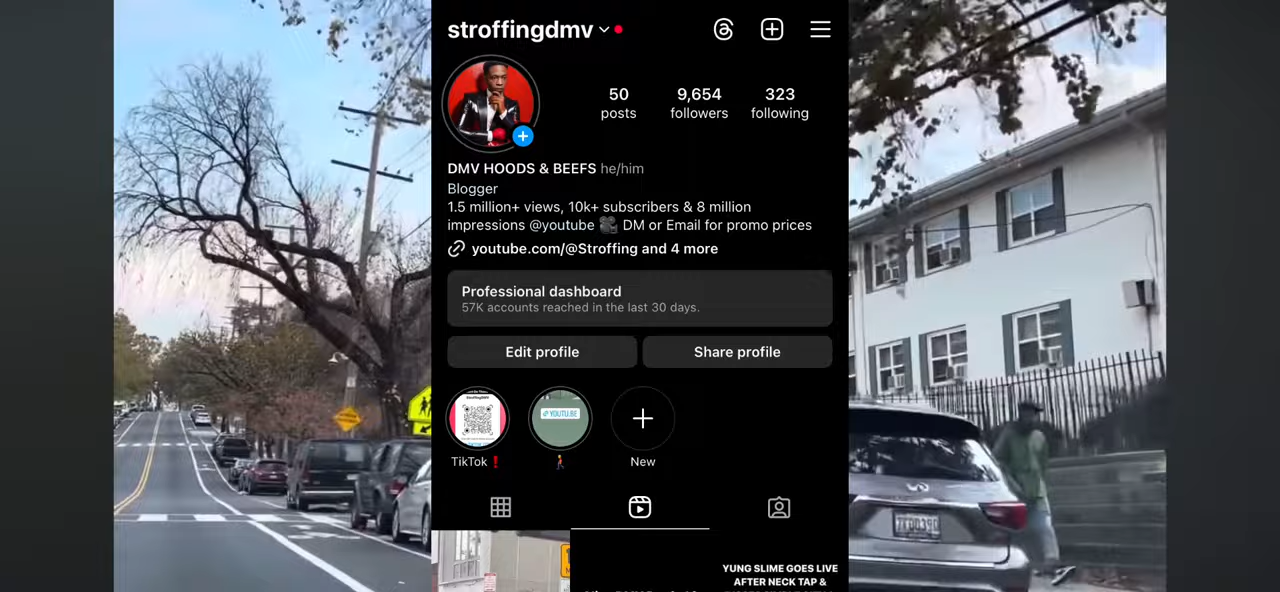 stroffingdmv
50
posts
9,654
followers
323
following
DMV HOODS & BEEFS he/him
Blogger
1.5 million+ views, 10k+ subscribers & 8 million
impressions @youtube 🎥 DM or Email for promo prices
youtube.com/@Stroffing and 4 more
Professional dashboard
57K accounts reached in the last 30 days.
Edit profile
Share profile
YOUTU.BE
TikTok❗
New
YUNG SLIME GOES LIVE
AFTER NECK TAP &